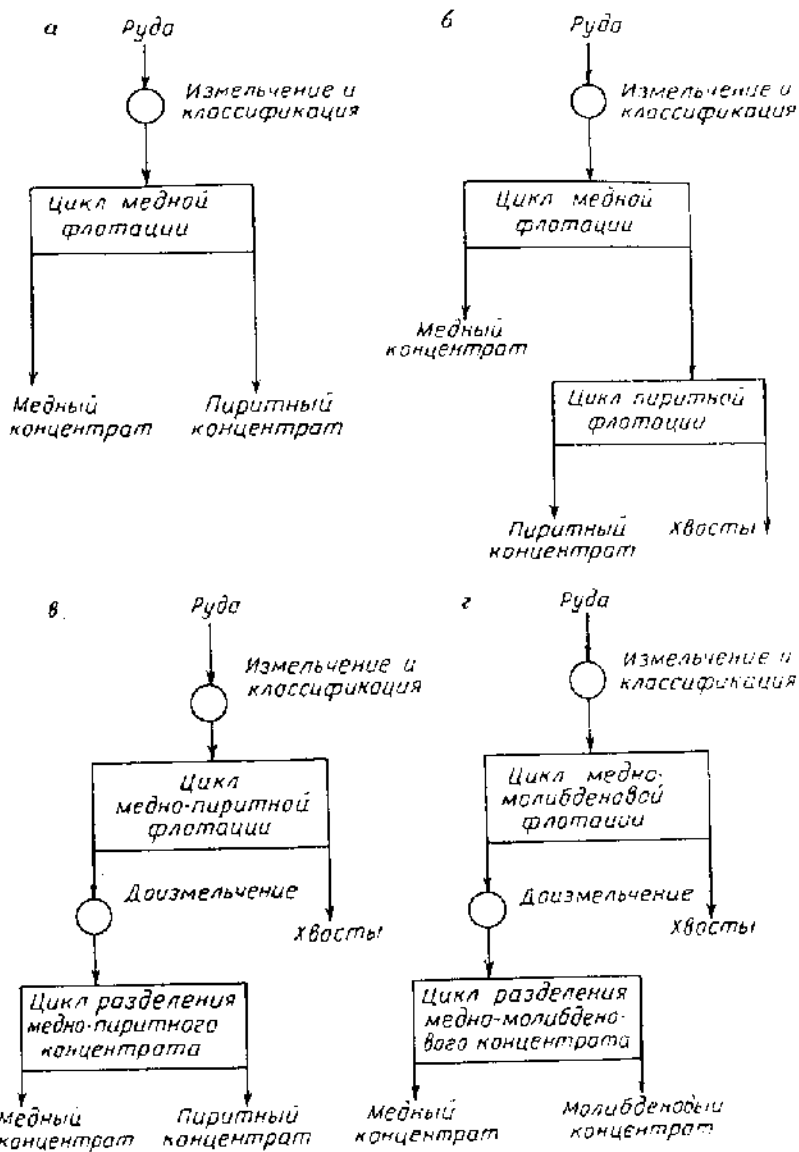 а
Руда
Измельчение и
классификация
Цикл медной
флотации
Медный
концентрат
Пиритный
концентрат
б
Руда
Измельчение и
классификация
Цикл медной
флотации
Медный
концентрат
Цикл пиритной
флотации
Пиритный
концентрат
Хвосты
в.
Руда
Измельчение и
классификация
Цикл
медно-пиритной
флотации
Доизмельчение
Хвосты
Цикл разделения
медно-пиритного
концентрата
Медный
концентрат
Пиритный
концентрат
г
Руда
Измельчение и
классификация
Цикл медно-
молибденовой
флотации
Доизмельчение
Хвосты
Цикл разделения
медно-молибдено-
вого концентрата
Медный
концентрат
Молибденовый
концентрат